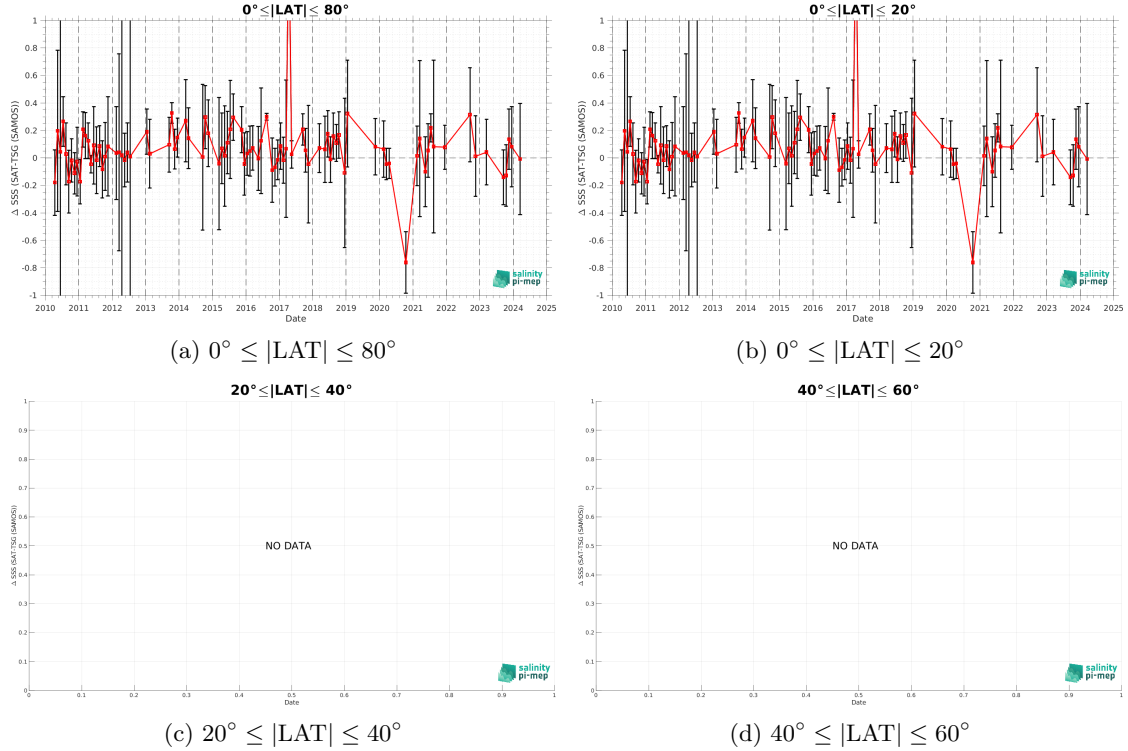 0°≤|LAT|≤ 80°
Δ SSS (SAT-TSG (SAMOS))
1
0.8
0.6
0.4
0.2
0
-0.2
-0.4
-0.6
-0.8
-1
2010 2011 2012 2013 2014 2015 2016 2017 2018 2019 2020 2021 2022 2023 2024 2025
Date
salinity
pi-mep
(a) 0° ≤ |LAT| ≤ 80°
0°≤|LAT|≤ 20°
Δ SSS (SAT-TSG (SAMOS))
1
0.8
0.6
0.4
0.2
0
-0.2
-0.4
-0.6
-0.8
-1
2010 2011 2012 2013 2014 2015 2016 2017 2018 2019 2020 2021 2022 2023 2024 2025
Date
salinity
pi-mep
(b) 0° ≤ |LAT| ≤ 20°
20°≤|LAT|≤ 40°
Δ SSS (SAT-TSG (SAMOS))
1
0.9
0.8
0.7
0.6
0.5
0.4
0.3
0.2
0.1
0
NO DATA
0 0.1 0.2 0.3 0.4 0.5 0.6 0.7 0.8 0.9 1
Date
salinity
pi-mep
(c) 20° ≤ |LAT| ≤ 40°
40°≤|LAT|≤ 60°
Δ SSS (SAT-TSG (SAMOS))
1
0.9
0.8
0.7
0.6
0.5
0.4
0.3
0.2
0.1
0
NO DATA
0 0.1 0.2 0.3 0.4 0.5 0.6 0.7 0.8 0.9 1
Date
salinity
pi-mep
(d) 40° ≤ |LAT| ≤ 60°